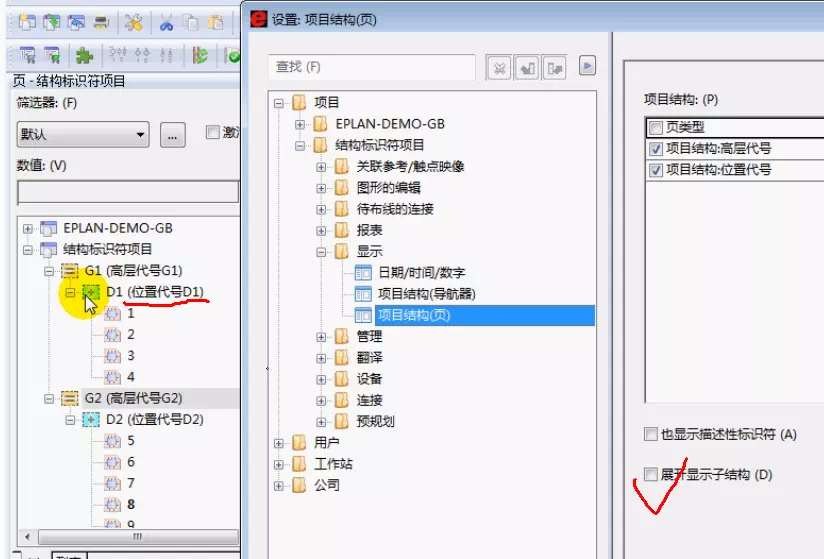 设置: 项目结构(页)
页 - 结构标识符项目
筛选器: (F)
默认
...
数值: (V)
EPLAN-DEMO-GB
结构标识符项目
G1 (高层代号G1)
D1 (位置代号D1)
1
2
3
4
G2 (高层代号G2)
D2 (位置代号D2)
5
6
7
8
9
查找 (F)
项目
EPLAN-DEMO-GB
结构标识符项目
关联参考/触点映像
图形的编辑
待布线的连接
报表
显示
日期/时间/数字
项目结构(导航器)
项目结构(页)
管理
翻译
设备
连接
预规划
用户
工作站
公司
项目结构: (P)
页类型
项目结构:高层代号
项目结构:位置代号
也显示描述性标识符 (A)
展开显示子结构 (D)